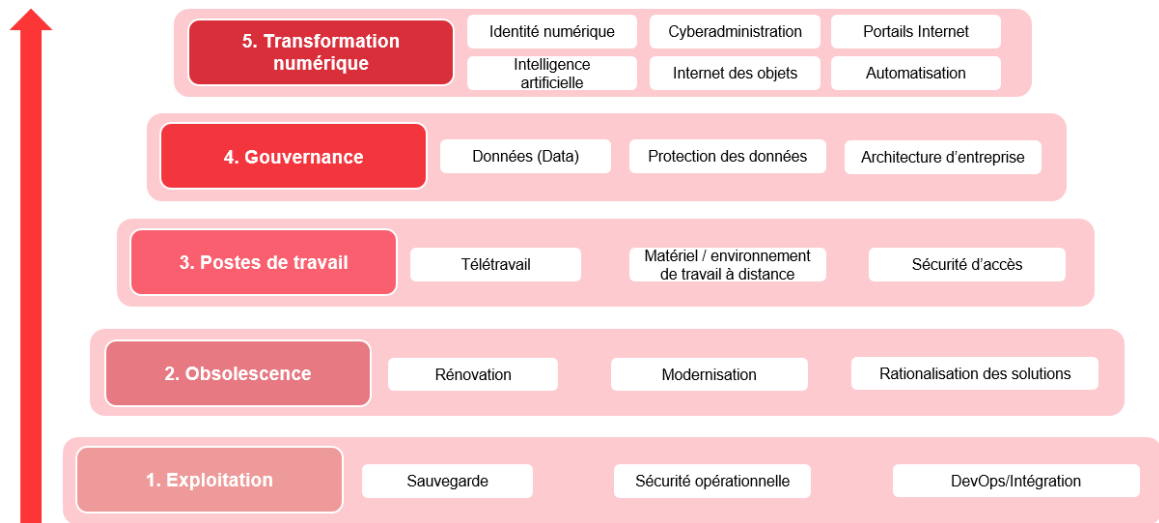 5. Transformation
numérique
Identité numérique
Cyberadministration
Portails Internet
Intelligence
artificielle
Internet des objets
Automatisation
4. Gouvernance
Données (Data)
Protection des données
Architecture d’entreprise
3. Postes de travail
Télétravail
Matériel / environnement
de travail à distance
Sécurité d’accès
2. Obsolescence
Rénovation
Modernisation
Rationalisation des solutions
1. Exploitation
Sauvegarde
Sécurité opérationnelle
DevOps/Intégration